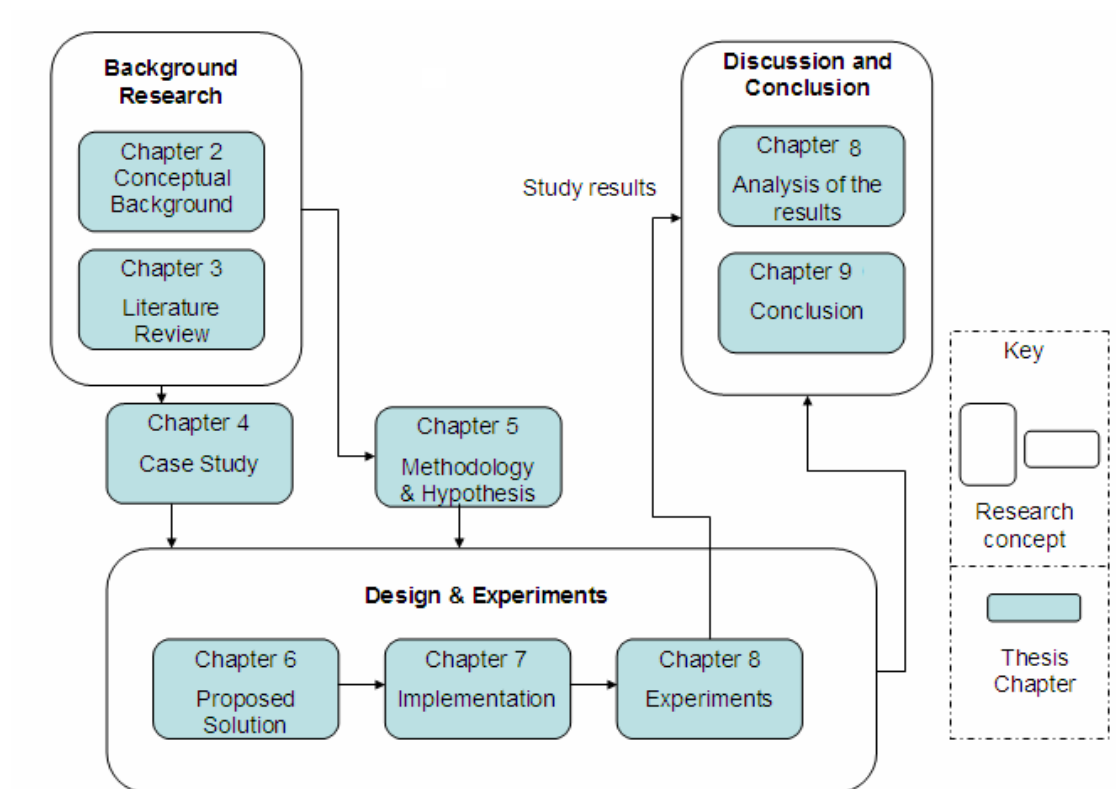 Background
Research
Chapter 2
Conceptual
Background
Chapter 3
Literature
Review
Chapter 4
Case Study
Chapter 5
Methodology
& Hypothesis
Study results
Discussion and
Conclusion
Chapter 8
Analysis of the
results
Chapter 9
Conclusion
Design & Experiments
Chapter 6
Proposed
Solution
Chapter 7
Implementation
Chapter 8
Experiments
Key
Research
concept
Thesis
Chapter